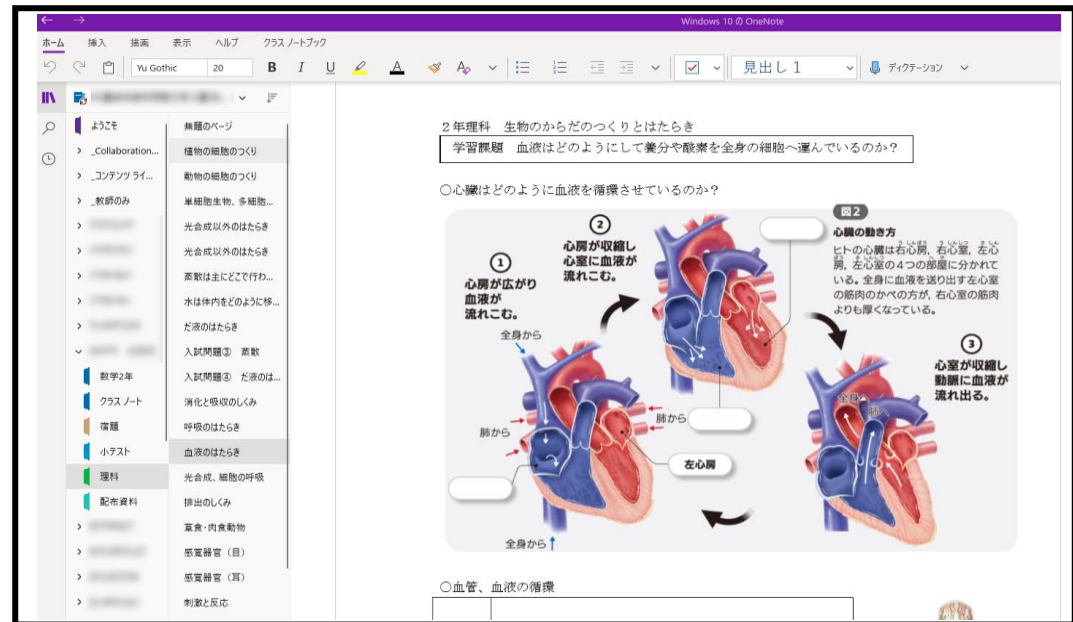 Windows 10 の OneNote
ホーム 挿入 描画 表示 ヘルプ クラス ノートブック
Yu Gothic 20 B I U A A 見出し 1 ディクテーション
ようこそ
_Collaboration...
_コンテンツ ライ...
_教師のみ
数学2年
クラス ノート
宿題
小テスト
理科
配布資料
無題のページ
植物の細胞のつくり
動物の細胞のつくり
単細胞生物、多細胞...
光合成以外のはたらき
光合成以外のはたらき
蒸散は主にどこで行わ...
水は体内をどのように移...
だ液のはたらき
入試問題③ 蒸散
入試問題④ だ液のは...
消化と吸収のしくみ
呼吸のはたらき
血液のはたらき
光合成、細胞の呼吸
排出のしくみ
草食・肉食動物
感覚器官(目)
感覚器官(耳)
刺激と反応
2年理科 生物のからだのつくりとはたらき
学習課題 血液はどのようにして養分や酸素を全身の細胞へ運んでいるのか?
○心臓はどのように血液を循環させているのか?
①
心房が広がり
血液が
流れこむ。
②
心房が収縮し
心室に血液が
流れこむ。
図2
心臓の動き方
ヒトの心臓は右心房,右心室,左心
房,左心室の4つの部屋に分かれて
いる。全身に血液を送り出す左心室
の筋肉のかべの方が,右心室の筋肉
よりも厚くなっている。
③
心室が収縮し
動脈に血液が
流れ出る。
全身から
肺から
肺から
左心房
全身から
全身へ
肺へ
○血管、血液の循環